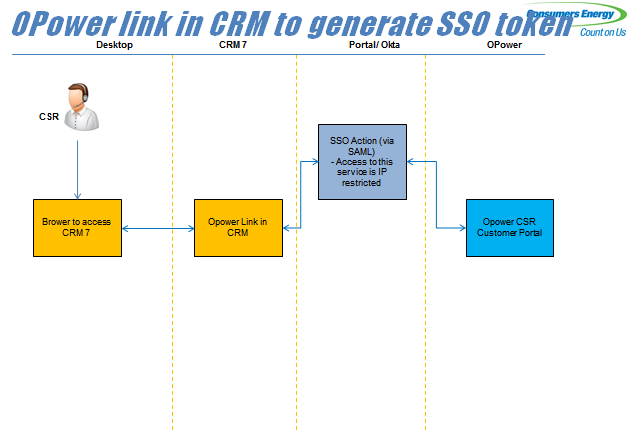 OPower link in CRM to generate SSO token
Consumers Energy
Count on Us
Desktop
CRM 7
Portal/ Okta
OPower
CSR
SSO Action (via
SAML)
- Access to this
service is IP
restricted
Brower to access
CRM 7
Opower Link in
CRM
Opower CSR
Customer Portal